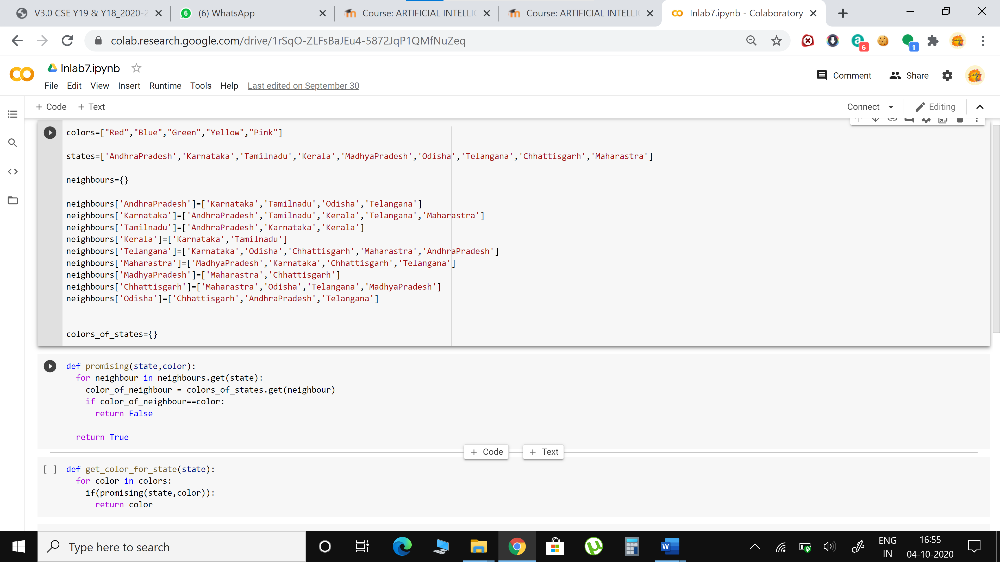 V3.0 CSE Y19 & Y18_2020-2
6 (6) WhatsApp
Course: ARTIFICIAL INTELLIC
Course: ARTIFICIAL INTELLIC
Inlab7.ipynb - Colaboratory
colab.research.google.com/drive/1rSqO-ZLFsBaJEu4-5872JqP1QMfNuZeq
a 6 1
Inlab7.ipynb
Comment Share
File Edit View Insert Runtime Tools Help Last edited on September 30
+ Code + Text
Connect Editing
colors=["Red","Blue","Green","Yellow","Pink"]
states=['AndhraPradesh','Karnataka','Tamilnadu','Kerala','MadhyaPradesh','Odisha','Telangana','Chhattisgarh','Maharastra']
neighbours={}
neighbours['AndhraPradesh']=['Karnataka','Tamilnadu','Odisha','Telangana']
neighbours['Karnataka']=['AndhraPradesh','Tamilnadu','Kerala','Telangana','Maharastra']
neighbours['Tamilnadu']=['AndhraPradesh','Karnataka','Kerala']
neighbours['Kerala']=['Karnataka','Tamilnadu']
neighbours['Telangana']=['Karnataka','Odisha','Chhattisgarh','Maharastra','AndhraPradesh']
neighbours['Maharastra']=['MadhyaPradesh','Karnataka','Chhattisgarh','Telangana']
neighbours['MadhyaPradesh']=['Maharastra','Chhattisgarh']
neighbours['Chhattisgarh']=['Maharastra','Odisha','Telangana','MadhyaPradesh']
neighbours['Odisha']=['Chhattisgarh','AndhraPradesh','Telangana']
colors_of_states={}
def promising(state,color):
for neighbour in neighbours.get(state):
color_of_neighbour = colors_of_states.get(neighbour)
if color_of_neighbour==color:
return False
return True
+ Code + Text
[ ] def get_color_for_state(state):
for color in colors:
if(promising(state,color)):
return color
Type here to search
W
ENG
IN
16:55
04-10-2020